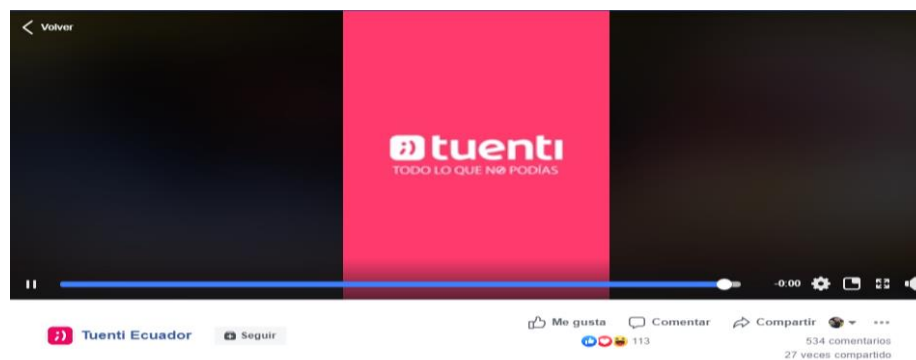 Volver
;) tuenti
TODO LO QUE NØ PODÍAS
-0:00
;) Tuenti Ecuador Seguir
Me gusta Comentar Compartir
113 534 comentarios
27 veces compartido